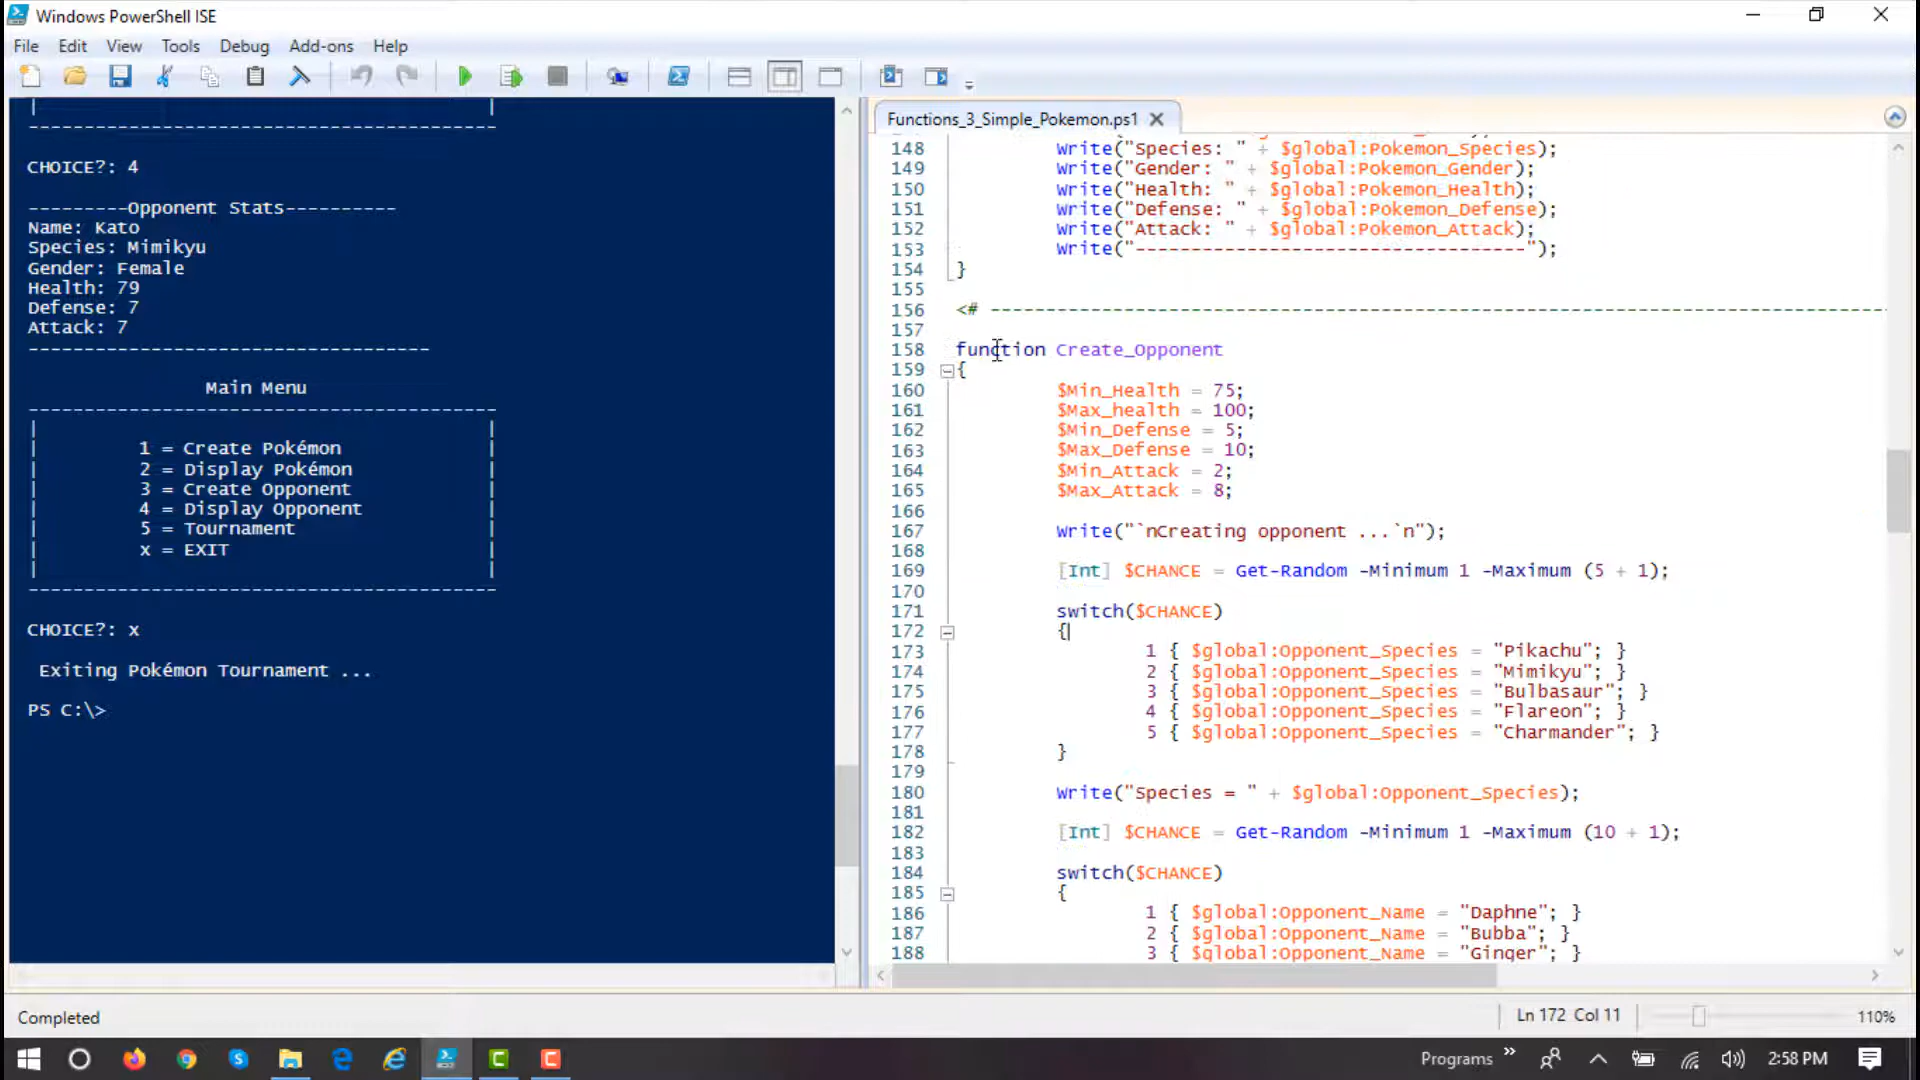 Windows PowerShell ISE
File Edit View Tools Debug Add-ons Help
|                                         |
------------------------------------------
CHOICE?: 4
---------Opponent Stats----------
Name: Kato
Species: Mimikyu
Gender: Female
Health: 79
Defense: 7
Attack: 7
------------------------------------
Main Menu
------------------------------------------
1 = Create Pokémon
2 = Display Pokémon
3 = Create Opponent
4 = Display Opponent
5 = Tournament
x = EXIT
------------------------------------------
CHOICE?: x
Exiting Pokémon Tournament ...
PS C:\>
Functions_3_Simple_Pokemon.ps1
148 Write("Species: " + $global:Pokemon_Species);
149 Write("Gender: " + $global:Pokemon_Gender);
150 Write("Health: " + $global:Pokemon_Health);
151 Write("Defense: " + $global:Pokemon_Defense);
152 Write("Attack: " + $global:Pokemon_Attack);
153 Write("-----------------------------------");
154 }
155
156 <# --------------------------------------------------------------------------------
157
158 function Create_Opponent
159 {
160 $Min_Health = 75;
161 $Max_health = 100;
162 $Min_Defense = 5;
163 $Max_Defense = 10;
164 $Min_Attack = 2;
165 $Max_Attack = 8;
166
167 Write("`nCreating opponent ...`n");
168
169 [Int] $CHANCE = Get-Random -Minimum 1 -Maximum (5 + 1);
170
171 switch($CHANCE)
172 {
173 1 { $global:Opponent_Species = "Pikachu"; }
174 2 { $global:Opponent_Species = "Mimikyu"; }
175 3 { $global:Opponent_Species = "Bulbasaur"; }
176 4 { $global:Opponent_Species = "Flareon"; }
177 5 { $global:Opponent_Species = "Charmander"; }
178 }
179
180 Write("Species = " + $global:Opponent_Species);
181
182 [Int] $CHANCE = Get-Random -Minimum 1 -Maximum (10 + 1);
183
184 switch($CHANCE)
185 {
186 1 { $global:Opponent_Name = "Daphne"; }
187 2 { $global:Opponent_Name = "Bubba"; }
188 3 { $global:Opponent_Name = "Ginger"; }
Completed
Ln 172 Col 11
110%
Programs
2:58 PM